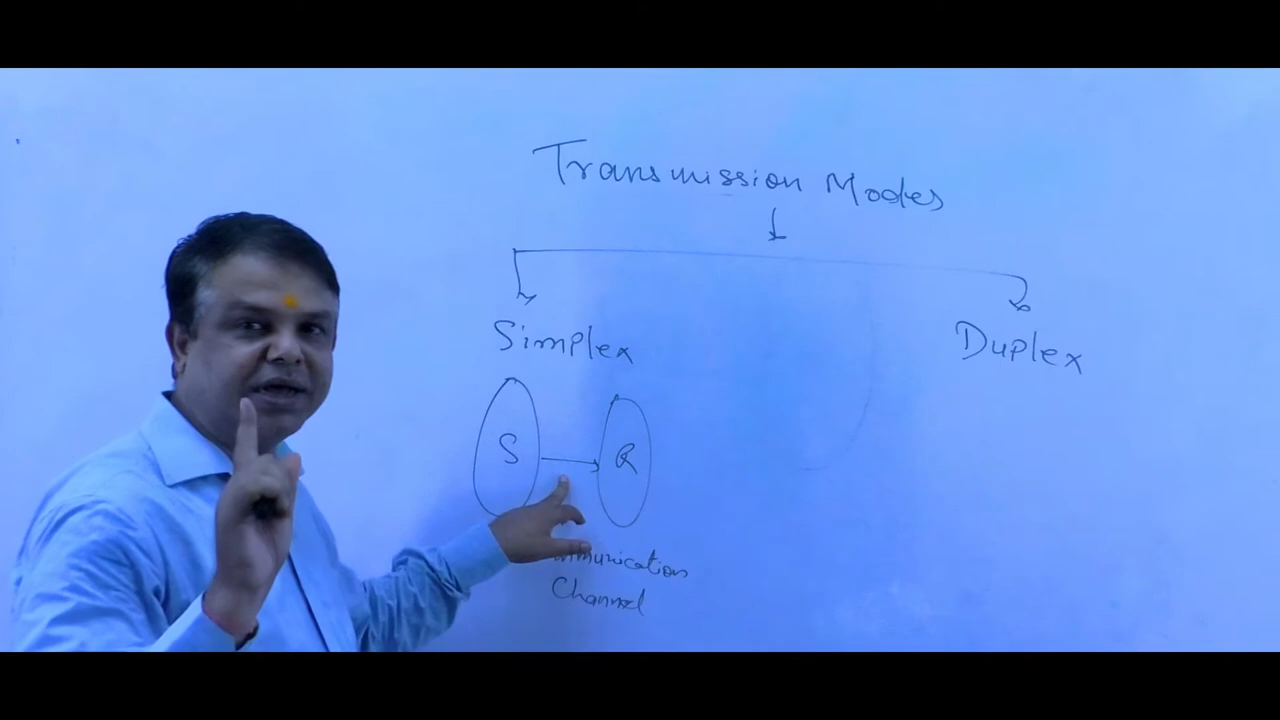 Transmission Modes
Simplex
Duplex
S
R
Channel